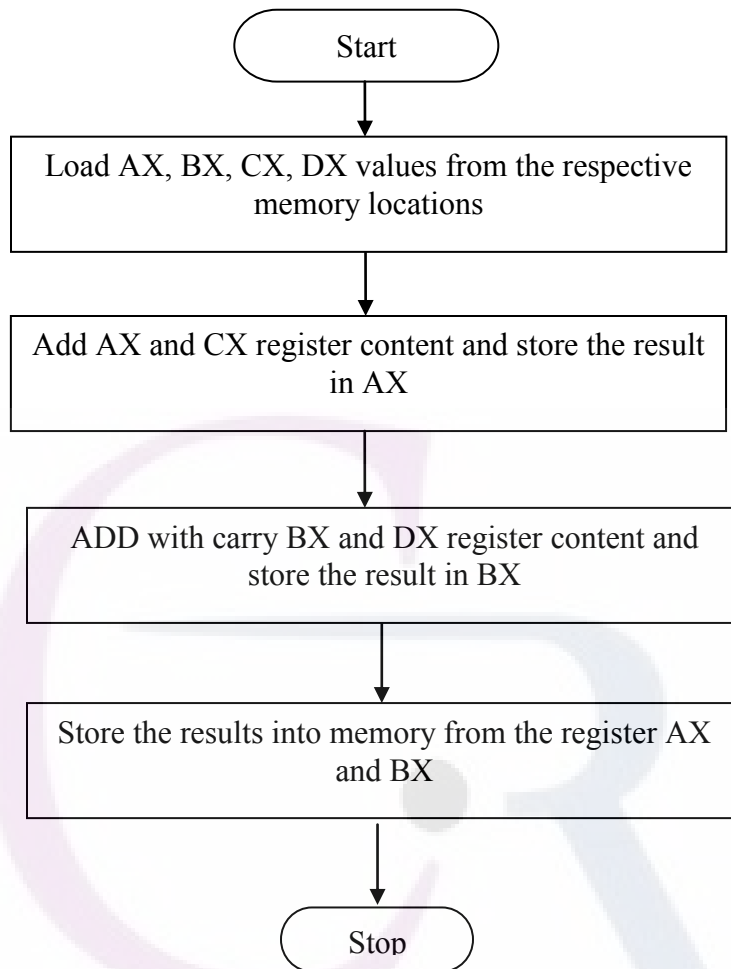 Start
Load AX, BX, CX, DX values from the respective
memory locations
Add AX and CX register content and store the result
in AX
ADD with carry BX and DX register content and
store the result in BX
Store the results into memory from the register AX
and BX
Stop